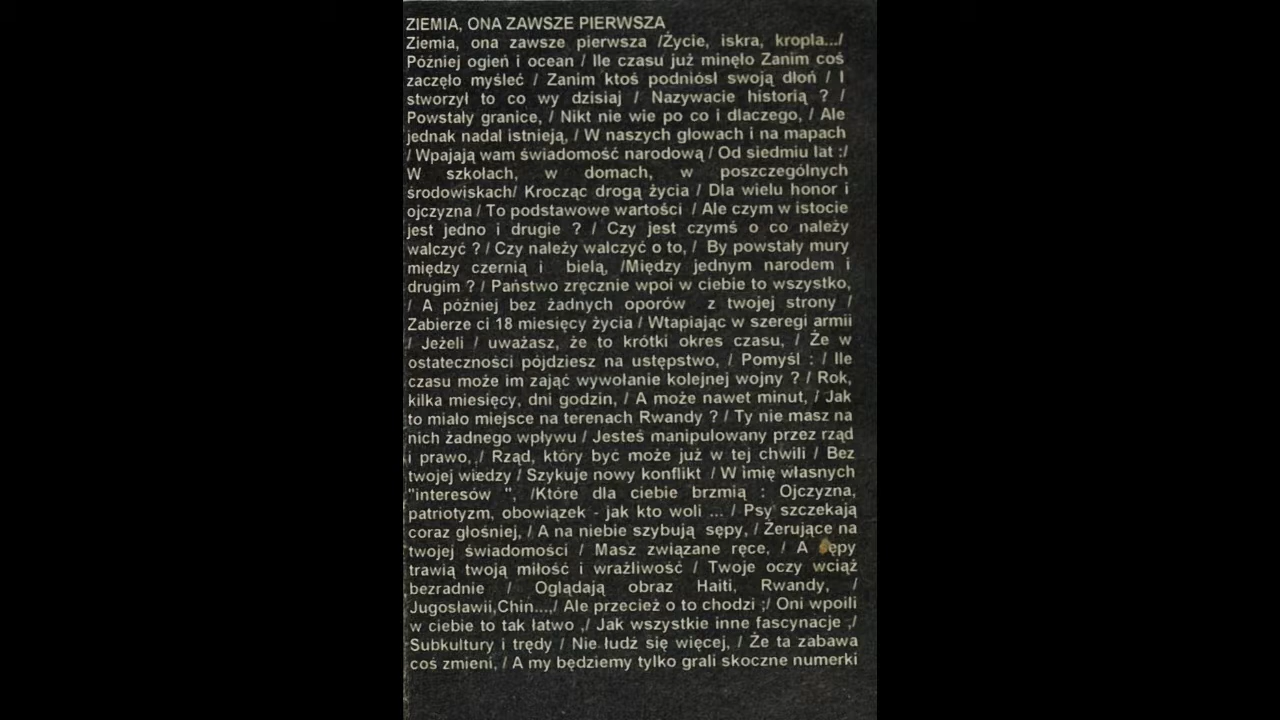 ZIEMIA, ONA ZAWSZE PIERWSZA
Ziemia, ona zawsze pierwsza /Życie, iskra, kropla.../
Później ogień i ocean / Ile czasu już minęło Zanim coś
zaczęło myśleć / Zanim ktoś podniósł swoją dłoń / I
stworzył to co wy dzisiaj / Nazywacie historią ? /
Powstały granice, / Nikt nie wie po co i dlaczego, / Ale
jednak nadal istnieją, / W naszych głowach i na mapach
/ Wpajają wam świadomość narodową / Od siedmiu lat :/
W szkołach, w domach, w poszczególnych
środowiskach/ Krocząc drogą życia / Dla wielu honor i
ojczyzna / To podstawowe wartości / Ale czym w istocie
jest jedno i drugie ? / Czy jest czymś o co należy
walczyć ? / Czy należy walczyć o to, / By powstały mury
między czernią i bielą, /Między jednym narodem i
drugim ? / Państwo zręcznie wpoi w ciebie to wszystko,
/ A później bez żadnych oporów z twojej strony /
Zabierze ci 18 miesięcy życia / Wtapiając w szeregi armii
/ Jeżeli / uważasz, że to krótki okres czasu, / Że w
ostateczności pójdziesz na ustępstwo, / Pomyśl : / Ile
czasu może im zająć wywołanie kolejnej wojny ? / Rok,
kilka miesięcy, dni godzin, / A może nawet minut, / Jak
to miało miejsce na terenach Rwandy ? / Ty nie masz na
nich żadnego wpływu / Jesteś manipulowany przez rząd
i prawo, / Rząd, który być może już w tej chwili / Bez
twojej wiedzy / Szykuje nowy konflikt / W imię własnych
"interesów ", /Które dla ciebie brzmią : Ojczyzna,
patriotyzm, obowiązek - jak kto woli ... / Psy szczekają
coraz głośniej, / A na niebie szybują sępy, / Żerujące na
twojej świadomości / Masz związane ręce, / A sępy
trawią twoją miłość i wrażliwość / Twoje oczy wciąż
bezradnie / Oglądają obraz Haiti, Rwandy, /
Jugosławii,Chin...,/ Ale przecież o to chodzi ;/ Oni wpoili
w ciebie to tak łatwo ,/ Jak wszystkie inne fascynacje ,/
Subkultury i trędy / Nie łudź się więcej, / Że ta zabawa
coś zmieni, / A my będziemy tylko grali skoczne numerki